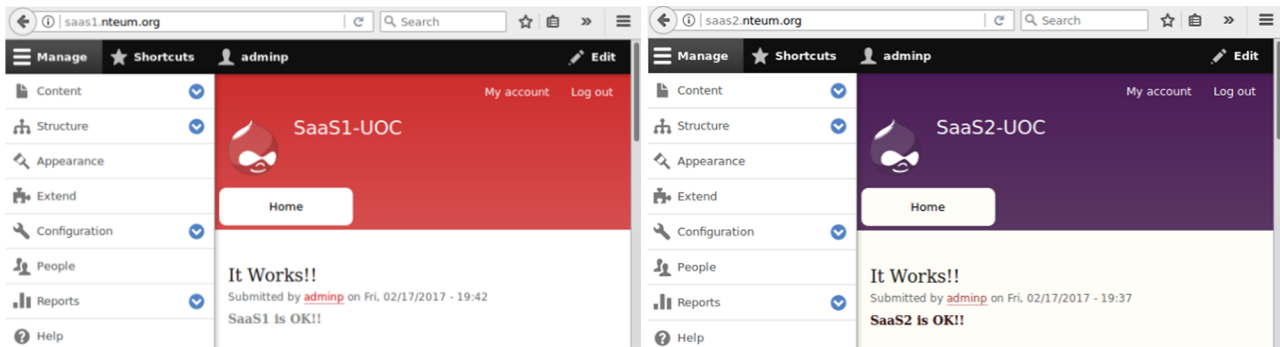 saas1.nteum.org
Search
Manage
Shortcuts
adminp
Edit
Content
Structure
Appearance
Extend
Configuration
People
Reports
Help
My account
Log out
SaaS1-UOC
Home
It Works!!
Submitted by adminp on Fri, 02/17/2017 - 19:42
SaaS1 is OK!!
saas2.nteum.org
Search
Manage
Shortcuts
adminp
Edit
Content
Structure
Appearance
Extend
Configuration
People
Reports
Help
My account
Log out
SaaS2-UOC
Home
It Works!!
Submitted by adminp on Fri, 02/17/2017 - 19:37
SaaS2 is OK!!